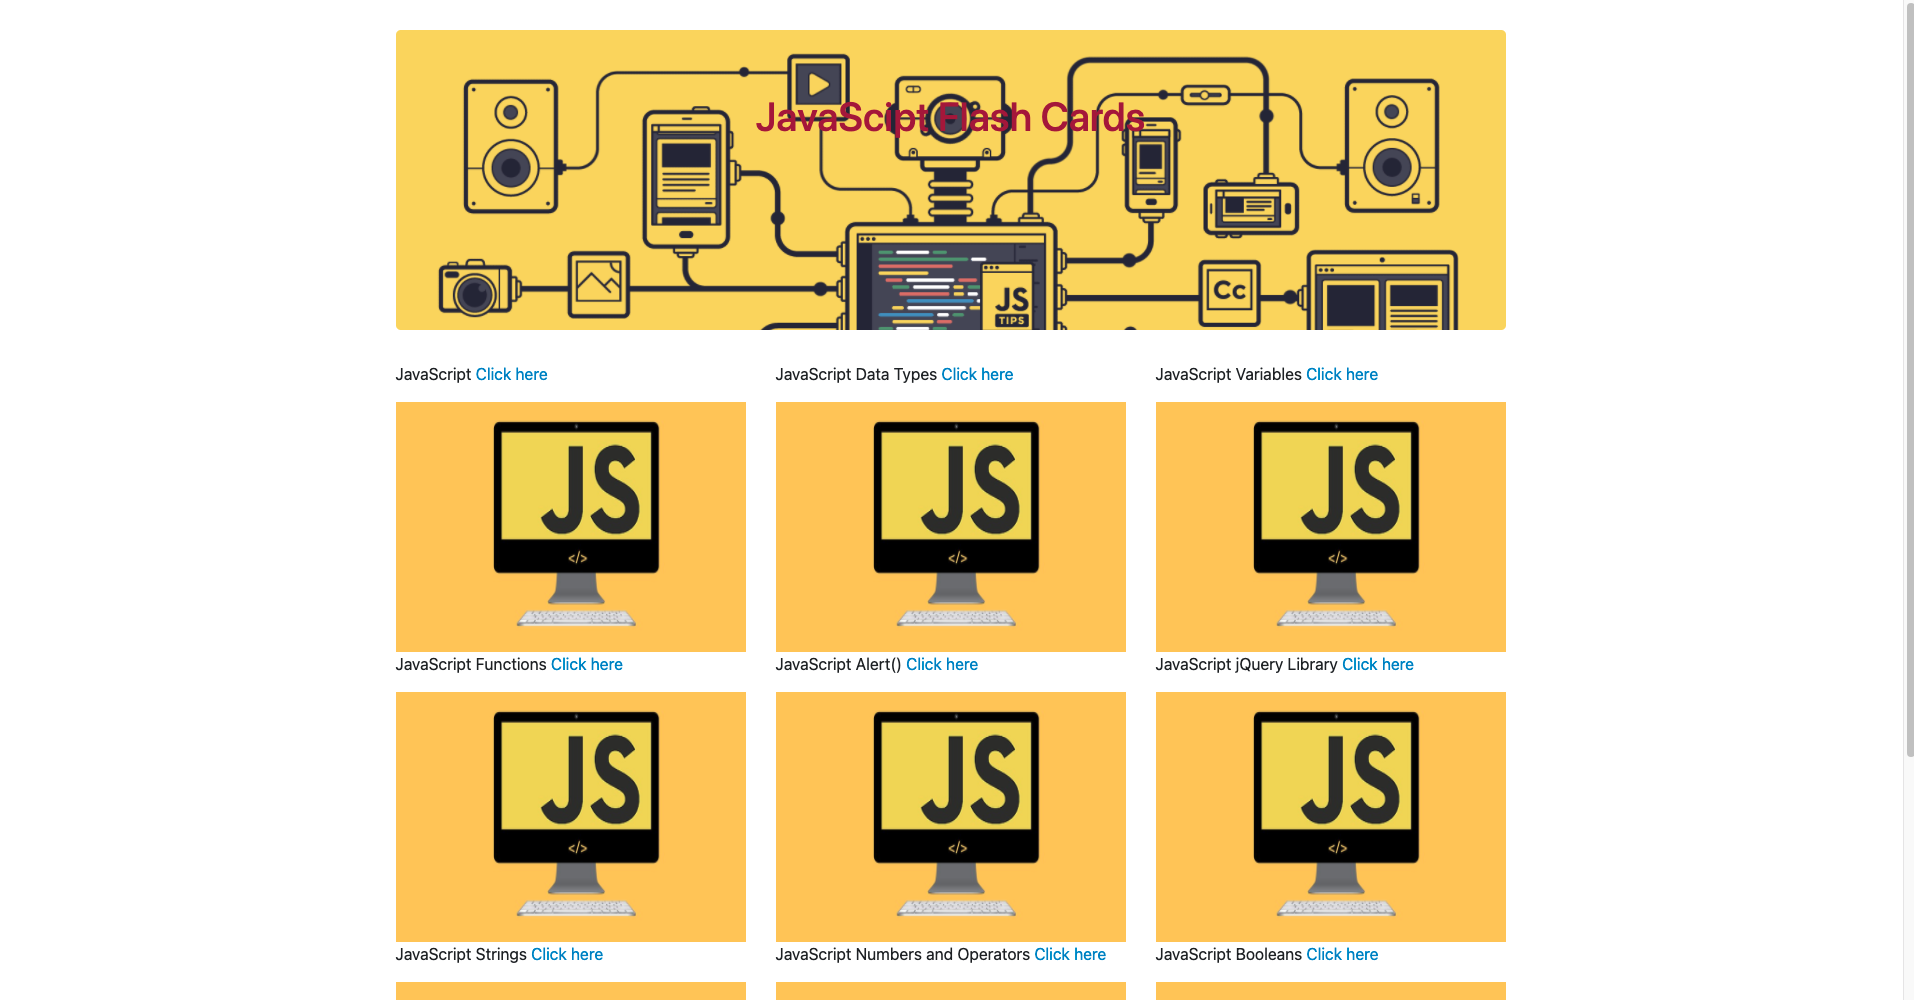 JavaScipt Flash Cards
JS
TIPS
Cc
JavaScript Click here
JavaScript Data Types Click here
JavaScript Variables Click here
JS
</>
JS
</>
JS
</>
JavaScript Functions Click here
JavaScript Alert() Click here
JavaScript jQuery Library Click here
JS
</>
JS
</>
JS
</>
JavaScript Strings Click here
JavaScript Numbers and Operators Click here
JavaScript Booleans Click here